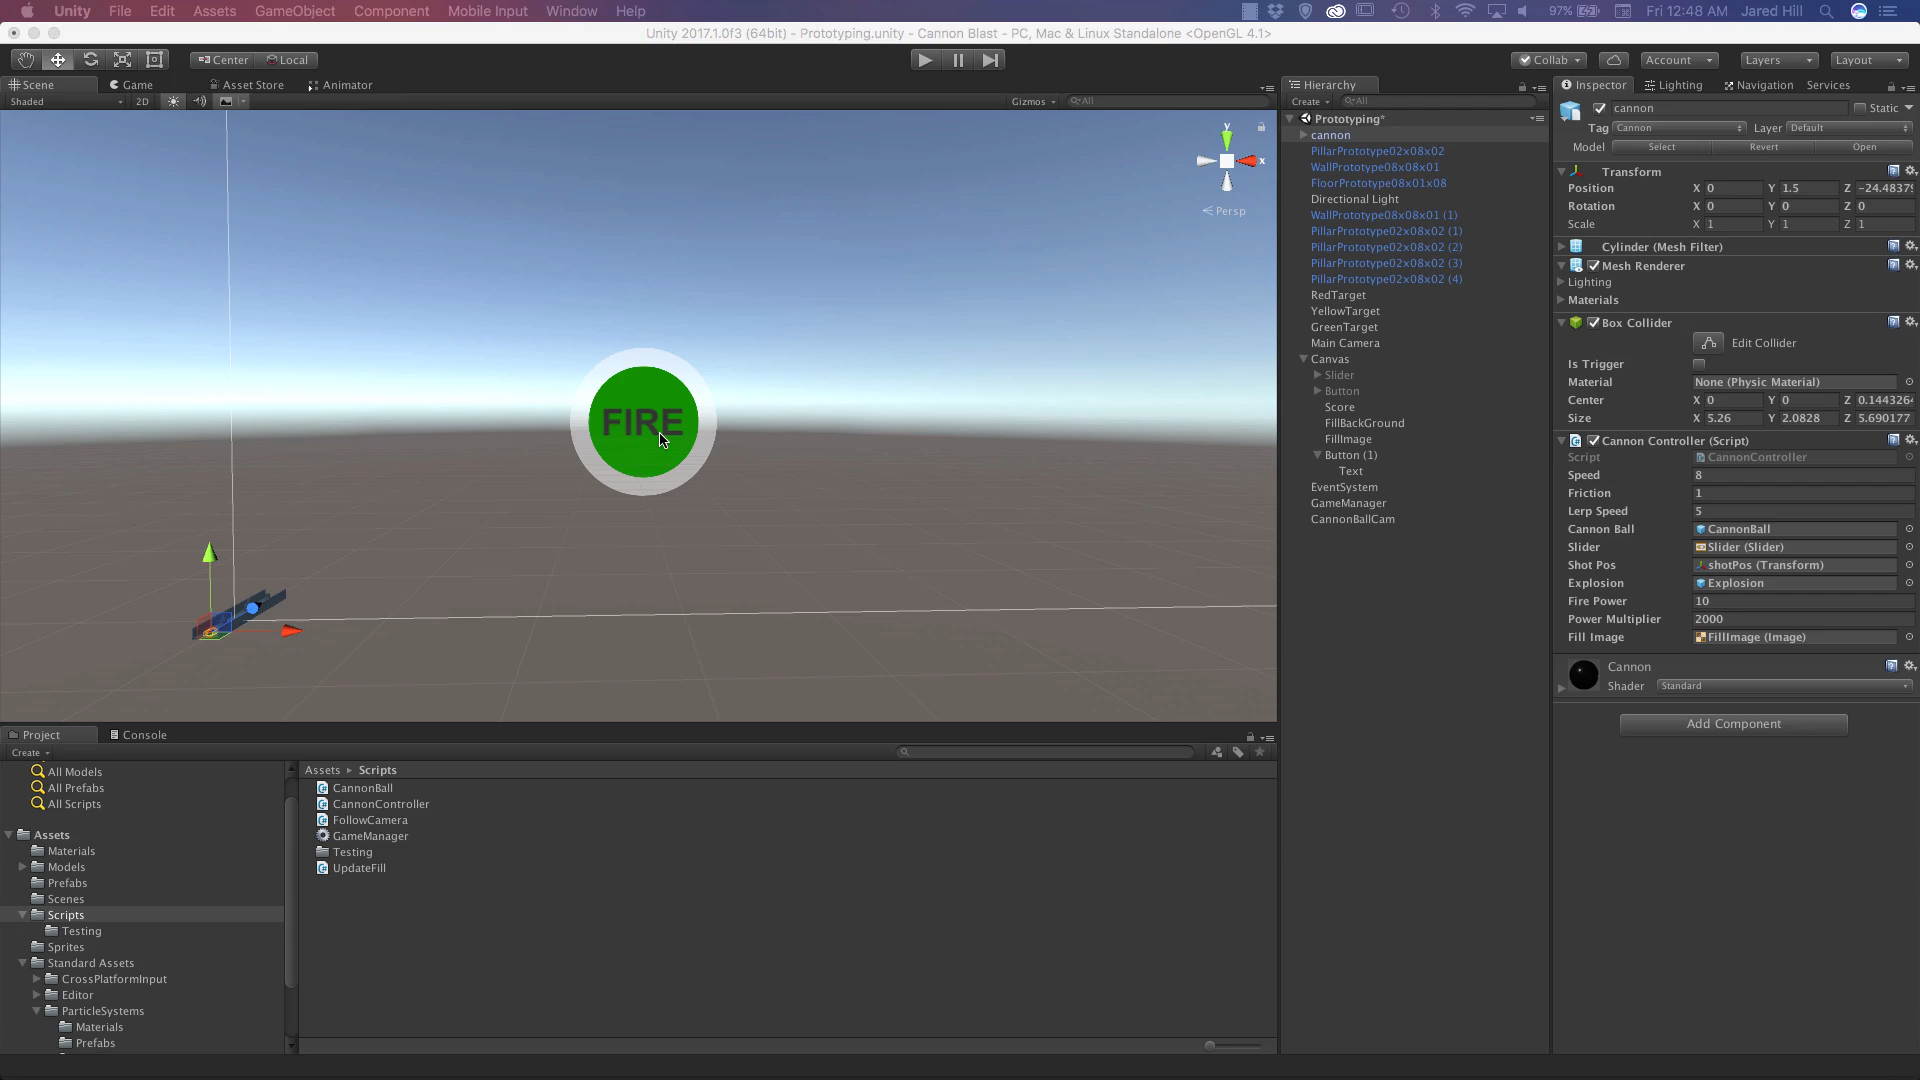 Unity File Edit Assets GameObject Component Mobile Input Window Help 97% Fri 12:48 AM Jared Hill
Unity 2017.1.0f3 (64bit) - Prototyping.unity - Cannon Blast - PC, Mac & Linux Standalone <OpenGL 4.1>
Center Local Collab Account Layers Layout
Scene Game Asset Store Animator
Shaded 2D Gizmos All
y
x
Persp
FIRE
Hierarchy
Create All
Prototyping*
cannon
PillarPrototype02x08x02
WallPrototype08x08x01
FloorPrototype08x01x08
Directional Light
WallPrototype08x08x01 (1)
PillarPrototype02x08x02 (1)
PillarPrototype02x08x02 (2)
PillarPrototype02x08x02 (3)
PillarPrototype02x08x02 (4)
RedTarget
YellowTarget
GreenTarget
Main Camera
Canvas
Slider
Button
Score
FillBackGround
FillImage
Button (1)
Text
EventSystem
GameManager
CannonBallCam
Inspector Lighting Navigation Services
cannon Static
Tag Cannon Layer Default
Model Select Revert Open
Transform
Position X 0 Y 1.5 Z -24.4837
Rotation X 0 Y 0 Z 0
Scale X 1 Y 1 Z 1
Cylinder (Mesh Filter)
Mesh Renderer
Lighting
Materials
Box Collider
Edit Collider
Is Trigger
Material None (Physic Material)
Center X 0 Y 0 Z 0.144326
Size X 5.26 Y 2.0828 Z 5.690177
Cannon Controller (Script)
Script CannonController
Speed 8
Friction 1
Lerp Speed 5
Cannon Ball CannonBall
Slider Slider (Slider)
Shot Pos shotPos (Transform)
Explosion Explosion
Fire Power 10
Power Multiplier 2000
Fill Image FillImage (Image)
Cannon
Shader Standard
Add Component
Project Console
Create
All Models
All Prefabs
All Scripts
Assets
Materials
Models
Prefabs
Scenes
Scripts
Testing
Sprites
Standard Assets
CrossPlatformInput
Editor
ParticleSystems
Materials
Prefabs
Assets Scripts
CannonBall
CannonController
FollowCamera
GameManager
Testing
UpdateFill